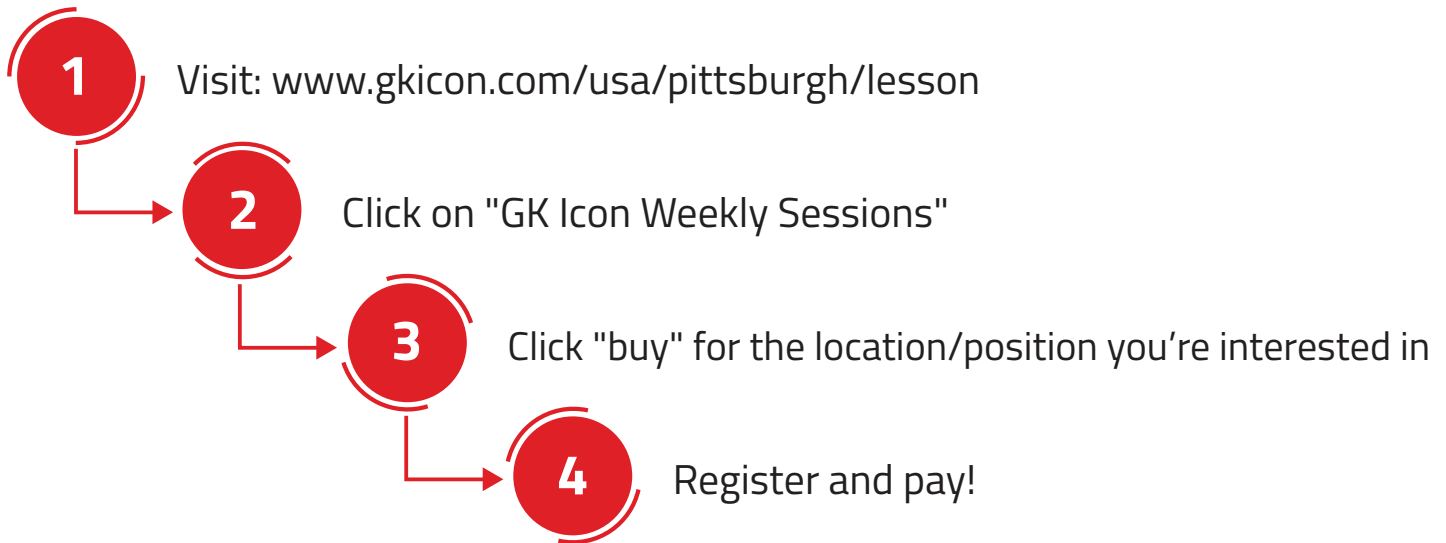 1
Visit: www.gkicon.com/usa/pittsburgh/lesson
2
Click on "GK Icon Weekly Sessions"
3
Click "buy" for the location/position you’re interested in
4
Register and pay!